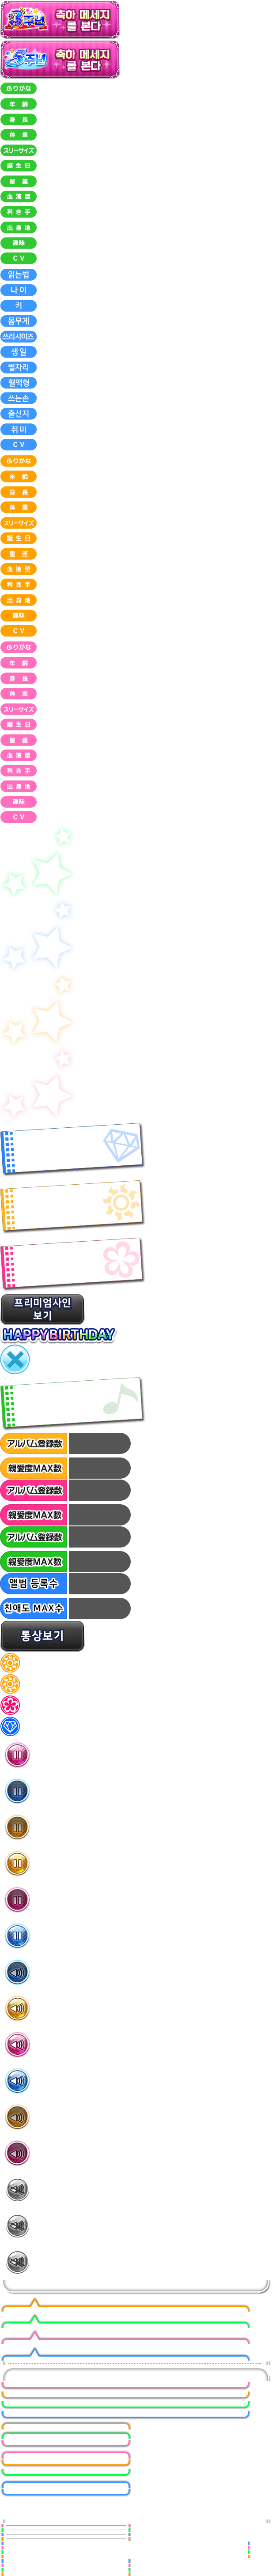 3주년 축하 메세지
를 본다
5주년 축하 메세지
를 본다
ふりがな
年 齢
身 長
体 重
スリーサイズ
誕 生 日
星 座
血 液 型
利 き 手
出 身 地
趣味
C V
읽는법
나 이
키
몸무게
쓰리사이즈
생 일
별자리
혈액형
쓰는손
출신지
취 미
C V
ふりがな
年 齢
身 長
体 重
スリーサイズ
誕 生 日
星 座
血 液 型
利 き 手
出 身 地
趣味
C V
ふりがな
年 齢
身 長
体 重
スリーサイズ
誕 生 日
星 座
血 液 型
利 き 手
出 身 地
趣味
C V
프리미엄사인
보기
HAPPYBIRTHDAY
アルバム登録数
親愛度MAX数
アルバム登録数
親愛度MAX数
アルバム登録数
親愛度MAX数
앨범 등록수
친애도 MAX수
통상보기